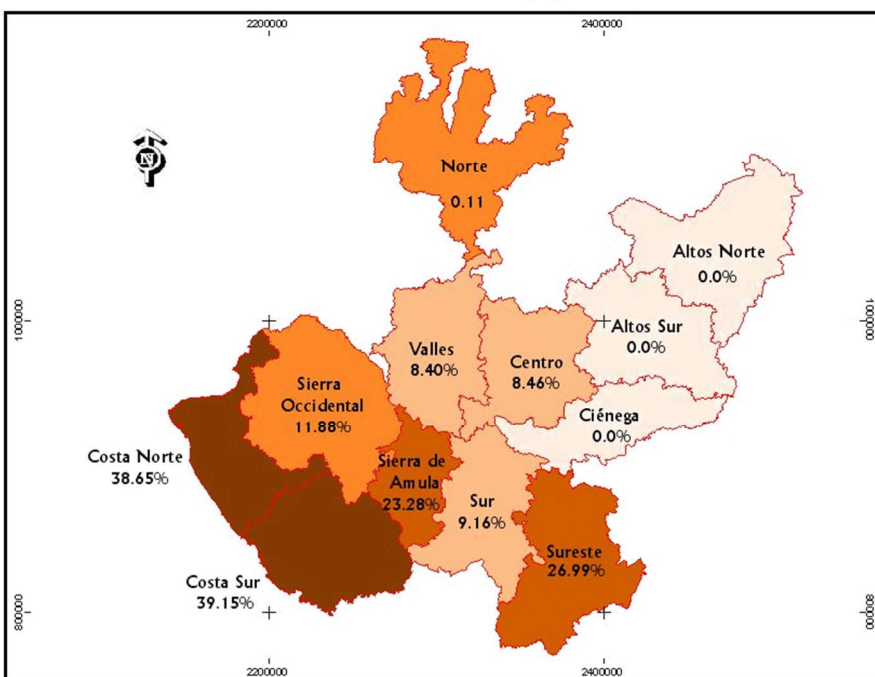 2200000
2400000
N
Norte
0.11
Altos Norte
0.0%
1000000
1000000
Altos Sur
0.0%
Valles
8.40%
Centro
8.46%
Sierra
Occidental
11.88%
Ciénega
0.0%
Costa Norte
38.65%
Sierra de
Amula
23.28%
Sur
9.16%
Sureste
26.99%
Costa Sur
39.15%
800000
800000
2200000
2400000